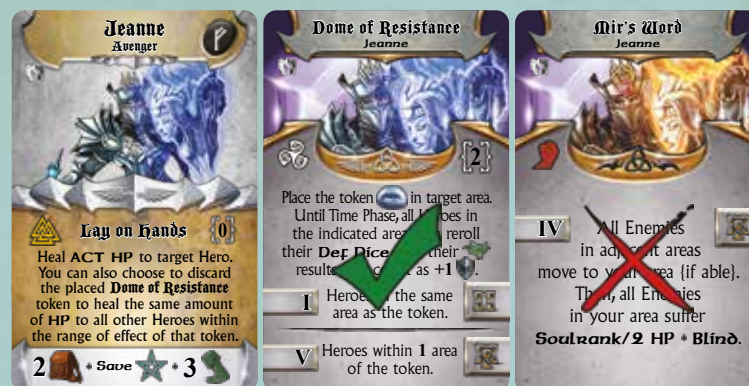 Jeanne
Avenger
Lay on Hands {0}
Heal ACT HP to target Hero.
You can also choose to discard
the placed Dome of Resistance
token to heal the same amount
of HP to all other Heroes within
the range of effect of that token.
2 • Save • 3
Dome of Resistance
Jeanne
{2}
Place the token in target area.
Until Time Phase, all Heroes in
the indicated area reroll
their Def Dice their
result as +1 .
I Heroes the same
area as the token.
V Heroes within 1 area
of the token.
Mir's Word
Jeanne
IV All Enemies
in adjacent areas
move to your area {if able}.
Then, all Enemies
in your area suffer
Soulrank/2 HP • Blind.